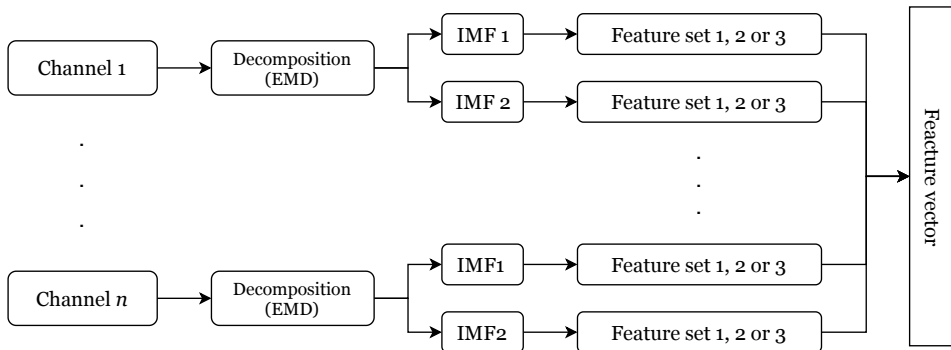 Channel 1
Decomposition
(EMD)
IMF 1
Feature set 1, 2 or 3
IMF 2
Feature set 1, 2 or 3
.
.
.
.
.
.
Channel n
Decomposition
(EMD)
IMF1
Feature set 1, 2 or 3
IMF2
Feature set 1, 2 or 3
Feacture vector